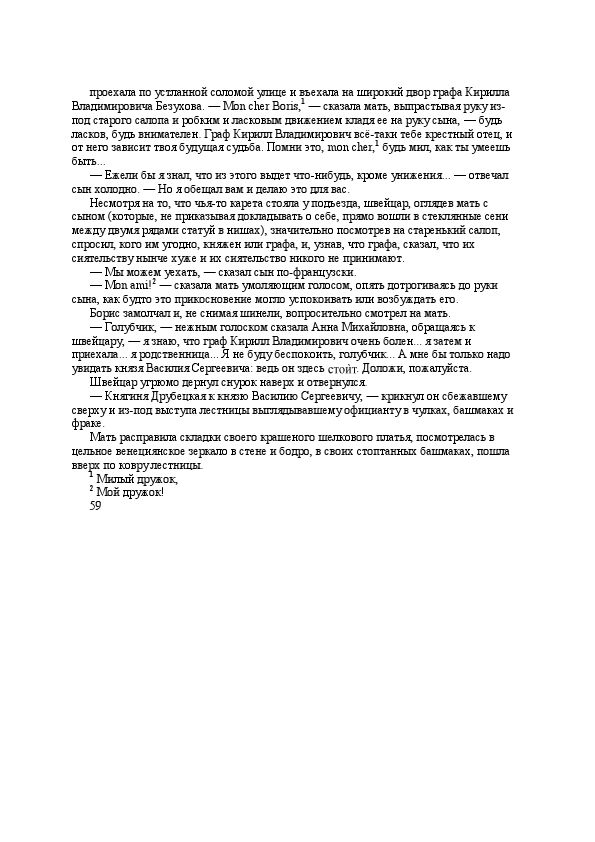 проехала по устланной соломой улице и въехала на широкий двор графа Кирилла
Владимировича Безухова. — Mon cher Boris,¹ — сказала мать, выпрастывая руку из-
под старого салопа и робким и ласковым движением кладя ее на руку сына, — будь
ласков, будь внимателен. Граф Кирилл Владимирович всё-таки тебе крестный отец, и
от него зависит твоя будущая судьба. Помни это, mon cher,¹ будь мил, как ты умеешь
быть...
— Ежели бы я знал, что из этого выдет что-нибудь, кроме унижения... — отвечал
сын холодно. — Но я обещал вам и делаю это для вас.
Несмотря на то, что чья-то карета стояла у подъезда, швейцар, оглядев мать с
сыном (которые, не приказывая докладывать о себе, прямо вошли в стеклянные сени
между двумя рядами статуй в нишах), значительно посмотрев на старенький салоп,
спросил, кого им угодно, княжен или графа, и, узнав, что графа, сказал, что их
сиятельству нынче хуже и их сиятельство никого не принимают.
— Мы можем уехать, — сказал сын по-французски.
— Mon ami!² — сказала мать умоляющим голосом, опять дотрогиваясь до руки
сына, как будто это прикосновение могло успокоивать или возбуждать его.
Борис замолчал и, не снимая шинели, вопросительно смотрел на мать.
— Голубчик, — нежным голоском сказала Анна Михайловна, обращаясь к
швейцару, — я знаю, что граф Кирилл Владимирович очень болен... я затем и
приехала... я родственница... Я не буду беспокоить, голубчик... А мне бы только надо
увидать князя Василия Сергеевича: ведь он здесь стоит. Доложи, пожалуйста.
Швейцар угрюмо дернул снурок наверх и отвернулся.
— Княгиня Друбецкая к князю Василию Сергеевичу, — крикнул он сбежавшему
сверху и из-под выступа лестницы выглядывавшему официанту в чулках, башмаках и
фраке.
Мать расправила складки своего крашеного шелкового платья, посмотрелась в
цельное венецианское зеркало в стене и бодро, в своих стоптанных башмаках, пошла
вверх по ковру лестницы.
¹ Милый дружок,
² Мой дружок!
59